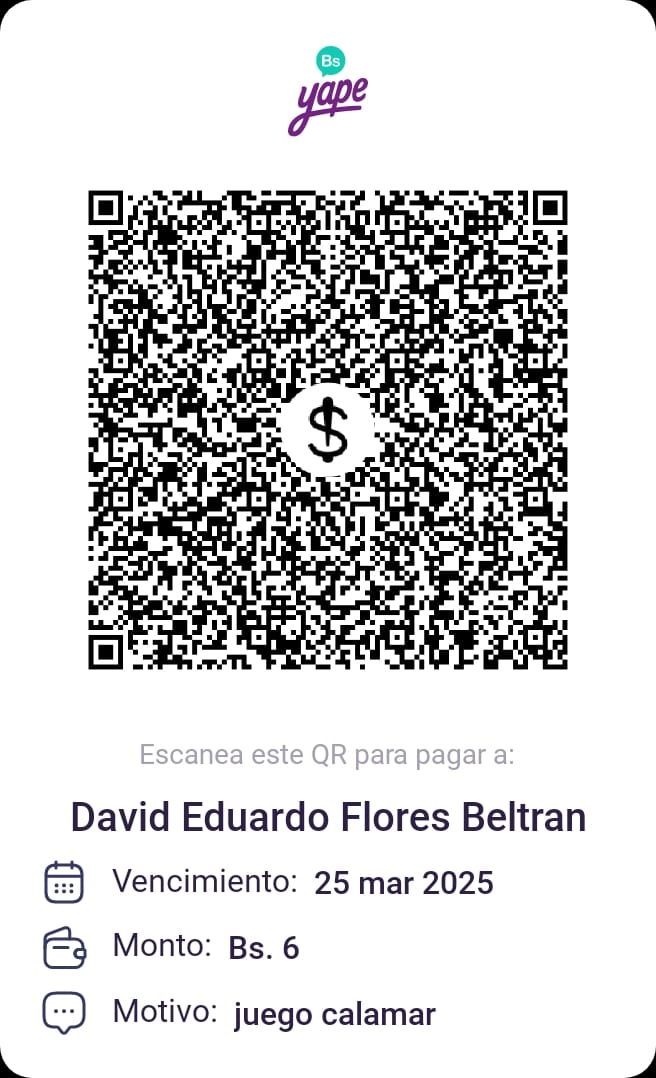 Bs
yape
$
Escanea este QR para pagar a:
David Eduardo Flores Beltran
Vencimiento: 25 mar 2025
Monto: Bs. 6
Motivo: juego calamar